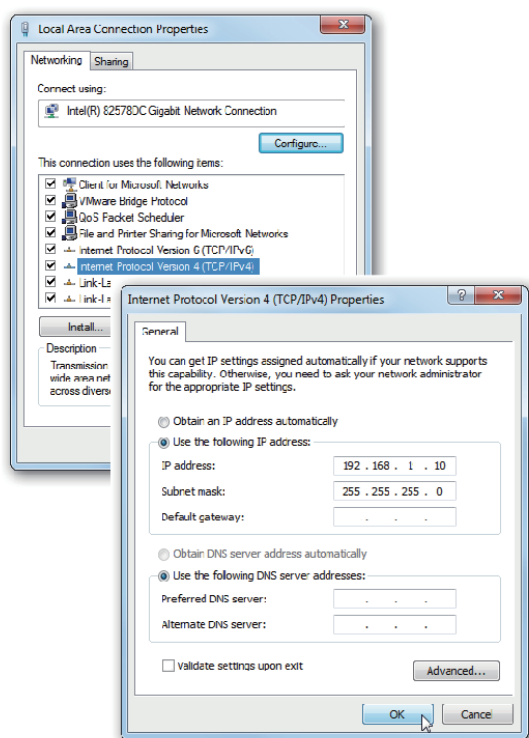 Local Area Connection Properties
Networking
Sharing
Connect using:
Intel(R) 82578DC Gigabit Network Connection
Configure...
This connection uses the following items:
Client for Microsoft Networks
VMware Bridge Protocol
QoS Packet Scheduler
File and Printer Sharing for Microsoft Networks
Internet Protocol Version 6 (TCP/IPv6)
Internet Protocol Version 4 (TCP/IPv4)
Link-La
Link-La
Install...
Description
Transmission
wide area net
across divers
Internet Protocol Version 4 (TCP/IPv4) Properties
General
You can get IP settings assigned automatically if your network supports
this capability. Otherwise, you need to ask your network administrator
for the appropriate IP settings.
Obtain an IP address automatically
Use the following IP address:
IP address: 192 . 168 . 1 . 10
Subnet mask: 255 . 255 . 255 . 0
Default gateway: . . .
Obtain DNS server address automatically
Use the following DNS server addresses:
Preferred DNS server: . . .
Alternate DNS server: . . .
Validate settings upon exit
Advanced...
OK
Cancel